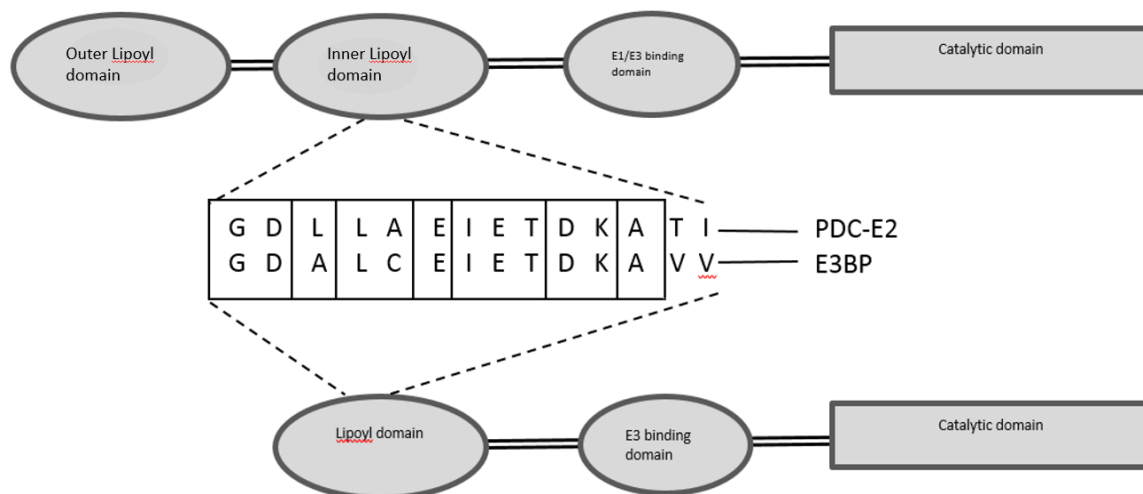 Outer Lipoyl
domain
Inner Lipoyl
domain
E1/E3 binding
domain
Catalytic domain
G D L L A E I E T D K A T I PDC-E2
G D A L C E I E T D K A V V E3BP
Lipoyl domain
E3 binding
domain
Catalytic domain